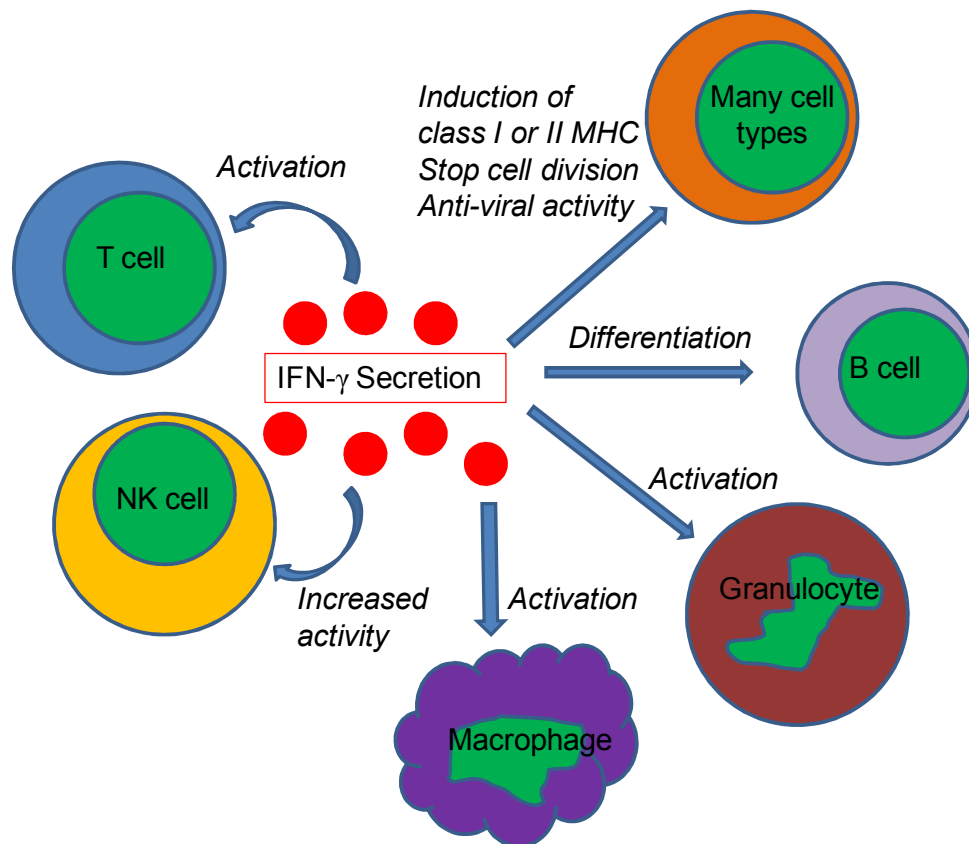 Induction of
class I or II MHC
Stop cell division
Anti-viral activity
Many cell
types
Activation
T cell
IFN-γ Secretion
Differentiation
B cell
NK cell
Increased
activity
Activation
Macrophage
Activation
Granulocyte